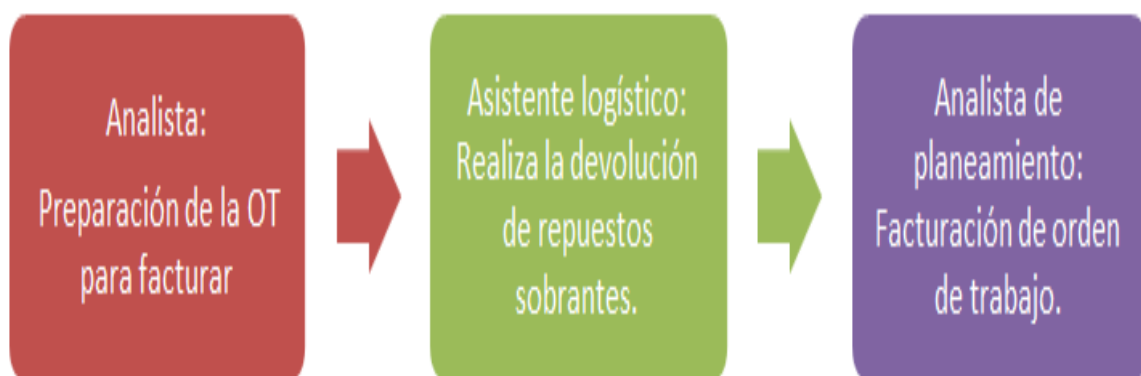 Analista:
Preparación de la OT
para facturar
Asistente logístico:
Realiza la devolución
de repuestos
sobrantes.
Analista de
planeamiento:
Facturación de orden
de trabajo.